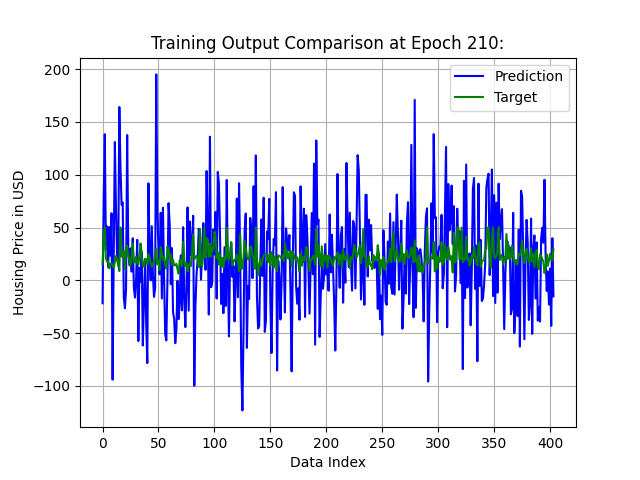 Training Output Comparison at Epoch 210:
Prediction
Target
200
150
100
50
0
−50
−100
Housing Price in USD
0 50 100 150 200 250 300 350 400
Data Index